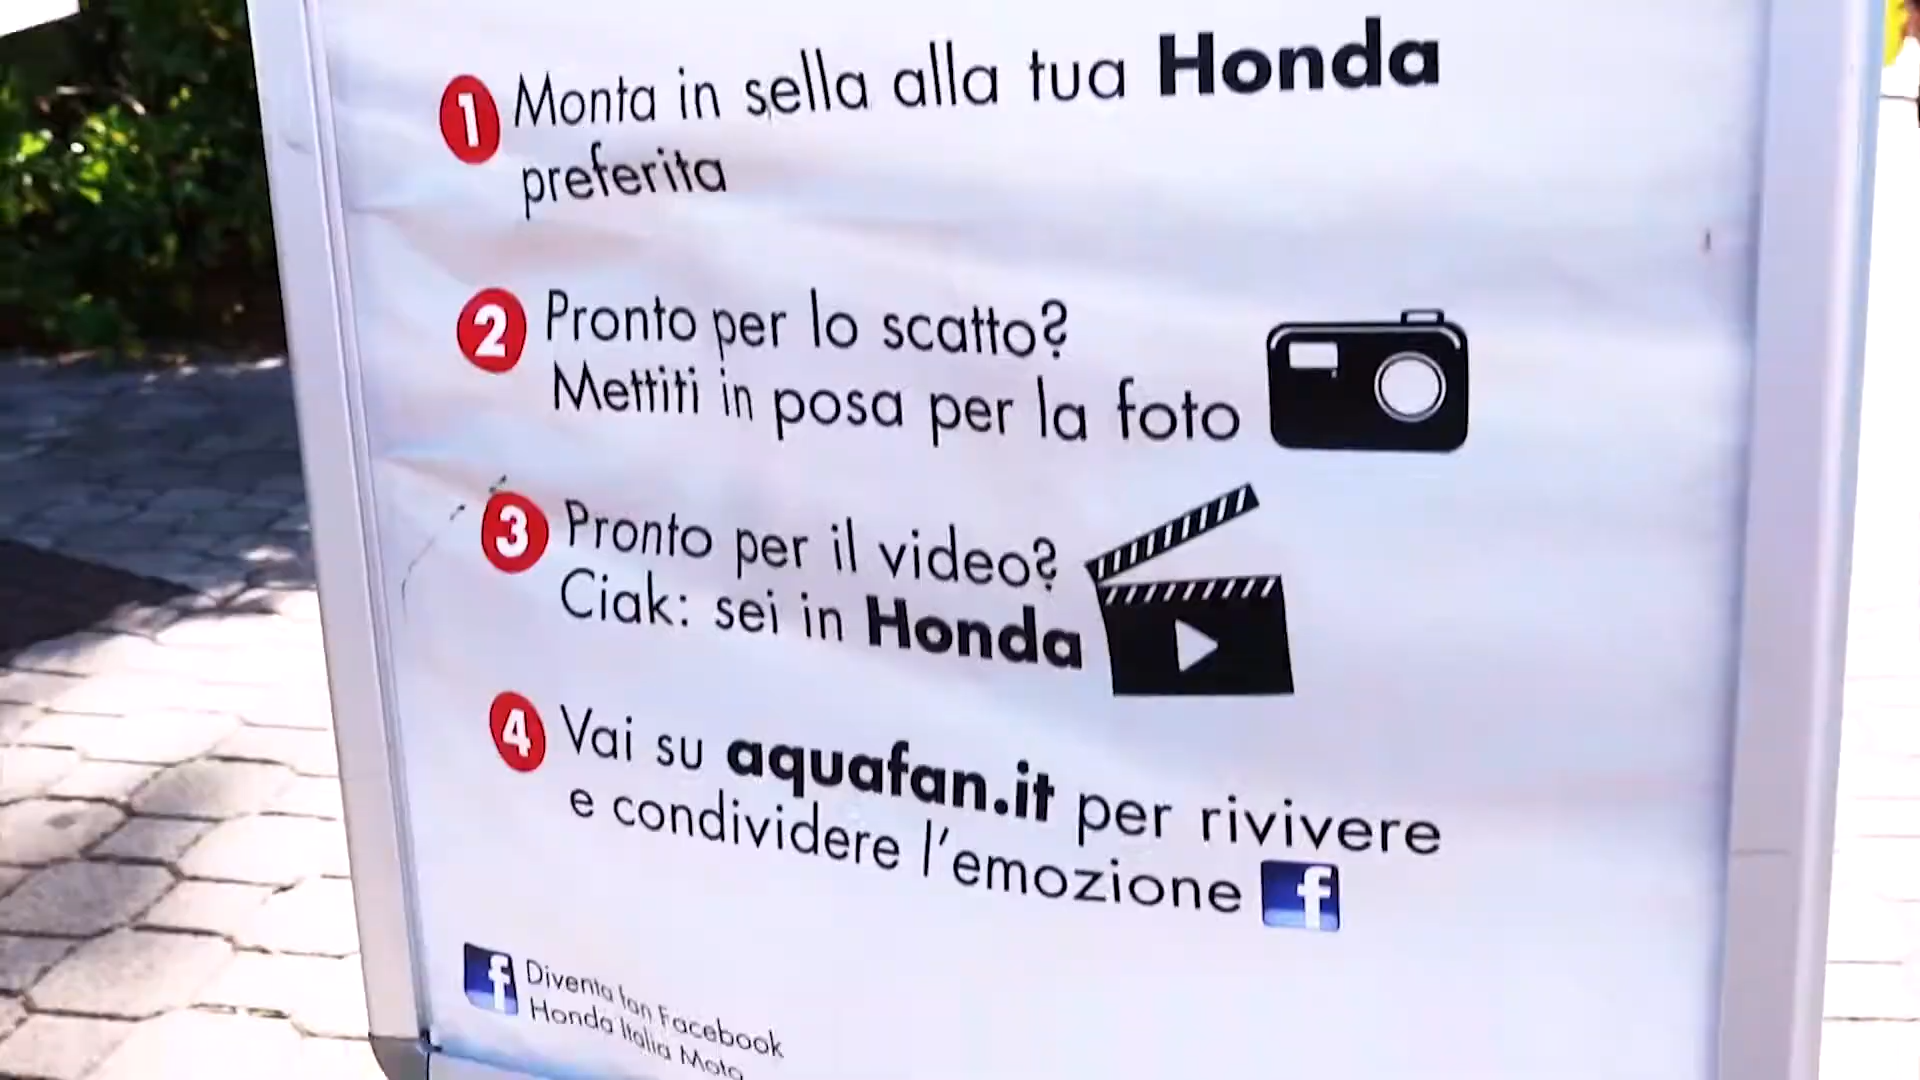 1 Monta in sella alla tua Honda
preferita
2 Pronto per lo scatto?
Mettiti in posa per la foto
3 Pronto per il video?
Ciak: sei in Honda
4 Vai su aquafan.it per rivivere
e condividere l'emozione f
f Diventa fan Facebook
Honda Italia Moto